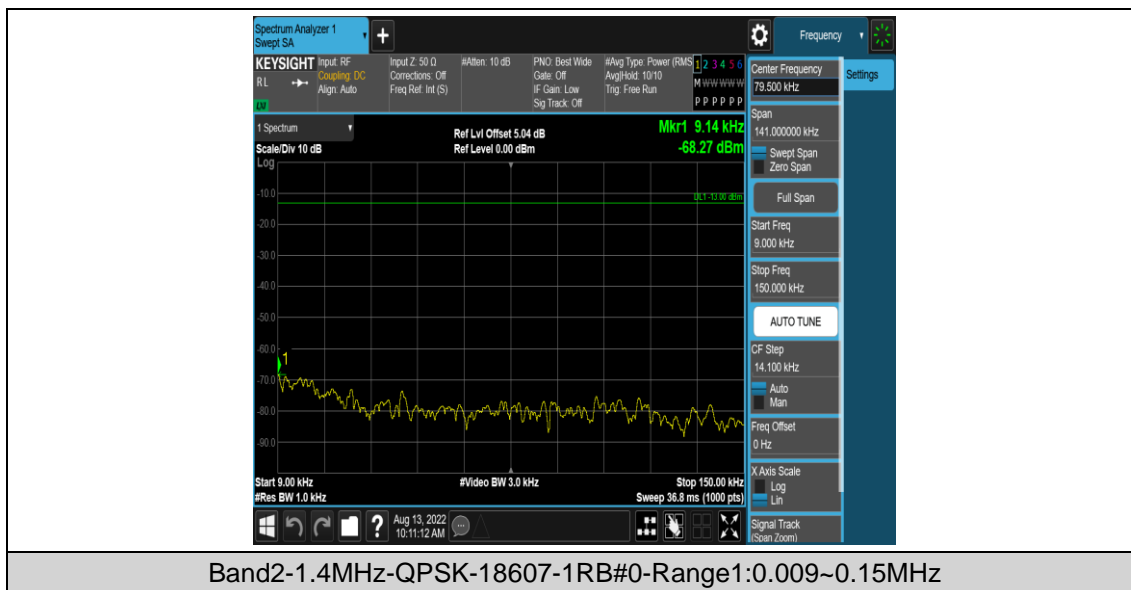 Spectrum Analyzer 1
Swept SA
+
Frequency
KEYSIGHT
RL
LXI
Input: RF
Coupling: DC
Align: Auto
Input Z: 50 Ω
Corrections: Off
Freq Ref: Int (S)
#Atten: 10 dB
PNO: Best Wide
Gate: Off
IF Gain: Low
Sig Track: Off
#Avg Type: Power (RMS
Avg|Hold: 10/10
Trig: Free Run
1 2 3 4 5 6
M W W W W W
P P P P P P
1 Spectrum
Scale/Div 10 dB
Log
Ref Lvl Offset 5.04 dB
Ref Level 0.00 dBm
Mkr1 9.14 kHz
-68.27 dBm
DL1 -13.00 dBm
-10.0
-20.0
-30.0
-40.0
-50.0
-60.0
-70.0
-80.0
-90.0
1
Start 9.00 kHz
#Res BW 1.0 kHz
#Video BW 3.0 kHz
Stop 150.00 kHz
Sweep 36.8 ms (1000 pts)
?
Aug 13, 2022
10:11:12 AM
Center Frequency
79.500 kHz
Settings
Span
141.000000 kHz
Swept Span
Zero Span
Full Span
Start Freq
9.000 kHz
Stop Freq
150.000 kHz
AUTO TUNE
CF Step
14.100 kHz
Auto
Man
Freq Offset
0 Hz
X Axis Scale
Log
Lin
Signal Track
(Span Zoom)
Band2-1.4MHz-QPSK-18607-1RB#0-Range1:0.009~0.15MHz